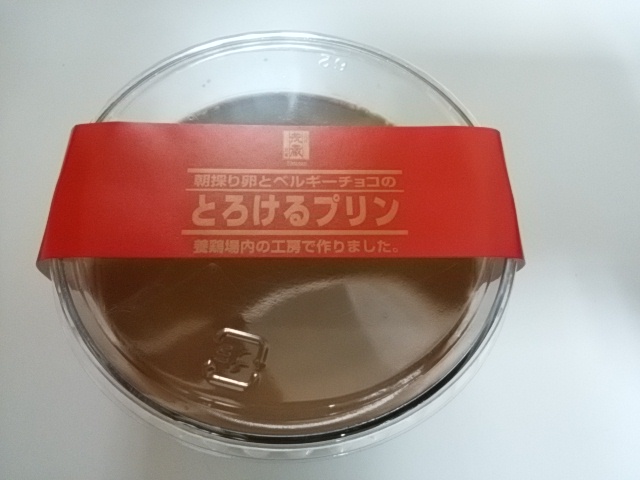 朝採り卵とベルギーチョコの
とろけるプリン
養鶏場内の工房で作りました。